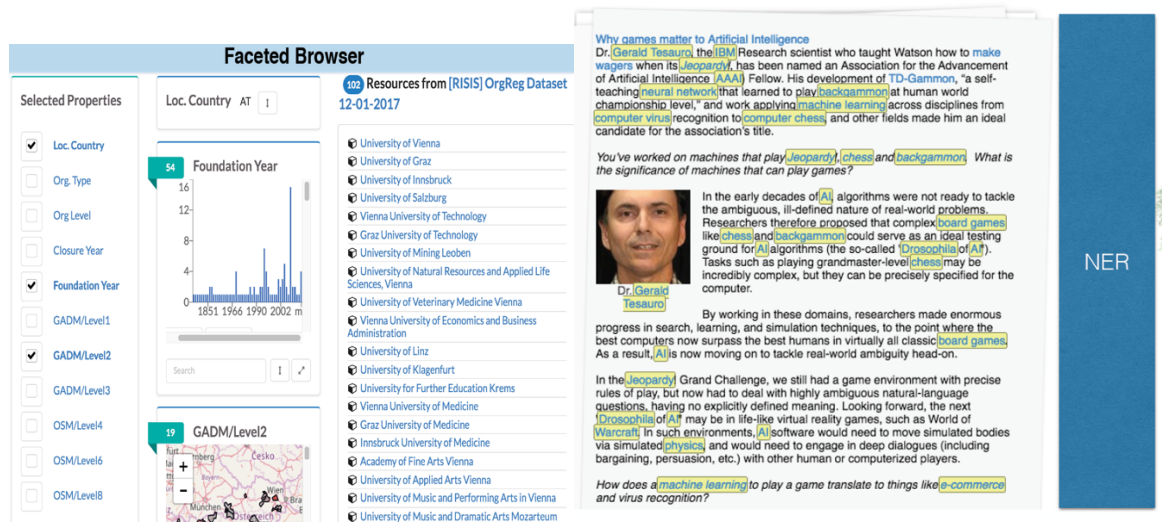 Faceted Browser
Selected Properties
Loc. Country
Org. Type
Org Level
Closure Year
Foundation Year
GADM/Level1
GADM/Level2
GADM/Level3
OSM/Level4
OSM/Level6
OSM/Level8
Loc. Country AT
54 Foundation Year
16
12
8
4
0
1851 1966 1990 2002 m
Search
19 GADM/Level2
+
−
Česko
Wien
München
Österreich
102 Resources from [RISIS] OrgReg Dataset
12-01-2017
University of Vienna
University of Graz
University of Innsbruck
University of Salzburg
Vienna University of Technology
Graz University of Technology
University of Mining Leoben
University of Natural Resources and Applied Life
Sciences, Vienna
University of Veterinary Medicine Vienna
Vienna University of Economics and Business
Administration
University of Linz
University of Klagenfurt
University for Further Education Krems
Vienna University of Medicine
Graz University of Medicine
Innsbruck University of Medicine
Academy of Fine Arts Vienna
University of Applied Arts Vienna
University of Music and Performing Arts in Vienna
University of Music and Dramatic Arts Mozarteum
Why games matter to Artificial Intelligence
Dr. Gerald Tesauro, the IBM Research scientist who taught Watson how to make
wagers when its Jeopardy!, has been named an Association for the Advancement
of Artificial Intelligence (AAAI) Fellow. His development of TD-Gammon, “a self-
teaching neural network that learned to play backgammon at human world
championship level,” and work applying machine learning across disciplines from
computer virus recognition to computer chess, and other fields made him an ideal
candidate for the association's title.
You've worked on machines that play Jeopardy!, chess and backgammon. What is
the significance of machines that can play games?
In the early decades of AI, algorithms were not ready to tackle
the ambiguous, ill-defined nature of real-world problems.
Researchers therefore proposed that complex board games
like chess and backgammon could serve as an ideal testing
ground for AI algorithms (the so-called 'Drosophila of AI").
Tasks such as playing grandmaster-level chess may be
incredibly complex, but they can be precisely specified for the
computer.
Dr. Gerald
Tesauro
By working in these domains, researchers made enormous
progress in search, learning, and simulation techniques, to the point where the
best computers now surpass the best humans in virtually all classic board games.
As a result, AI is now moving on to tackle real-world ambiguity head-on.
In the Jeopardy! Grand Challenge, we still had a game environment with precise
rules of play, but now had to deal with highly ambiguous natural-language
questions, having no explicitly defined meaning. Looking forward, the next
'Drosophila of AI" may be in life-like virtual reality games, such as World of
Warcraft. In such environments, AI software would need to move simulated bodies
via simulated physics, and would need to engage in deep dialogues (including
bargaining, persuasion, etc.) with other human or computerized players.
How does a machine learning to play a game translate to things like e-commerce
and virus recognition?
NER